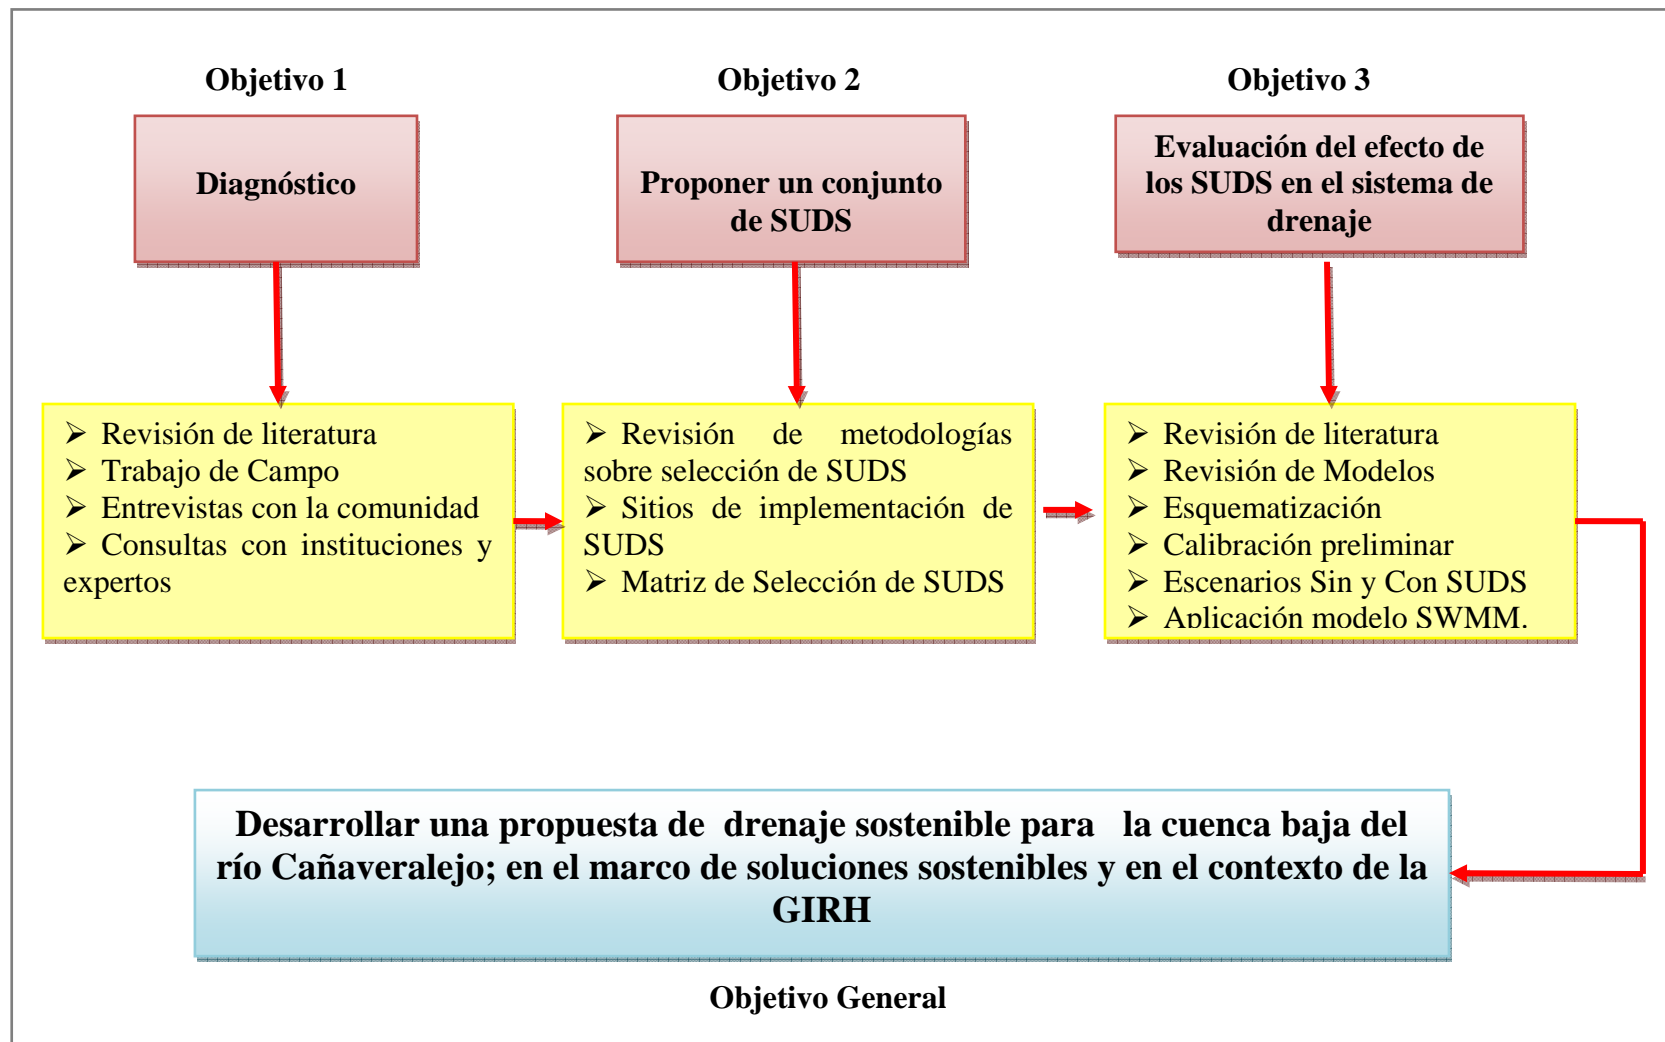 Objetivo 1
Diagnóstico
➢ Revisión de literatura
➢ Trabajo de Campo
➢ Entrevistas con la comunidad
➢ Consultas con instituciones y
expertos
Objetivo 2
Proponer un conjunto
de SUDS
➢ Revisión de metodologías
sobre selección de SUDS
➢ Sitios de implementación de
SUDS
➢ Matriz de Selección de SUDS
Objetivo 3
Evaluación del efecto de
los SUDS en el sistema de
drenaje
➢ Revisión de literatura
➢ Revisión de Modelos
➢ Esquematización
➢ Calibración preliminar
➢ Escenarios Sin y Con SUDS
➢ Aplicación modelo SWMM.
Desarrollar una propuesta de drenaje sostenible para la cuenca baja del
río Cañaveralejo; en el marco de soluciones sostenibles y en el contexto de la
GIRH
Objetivo General